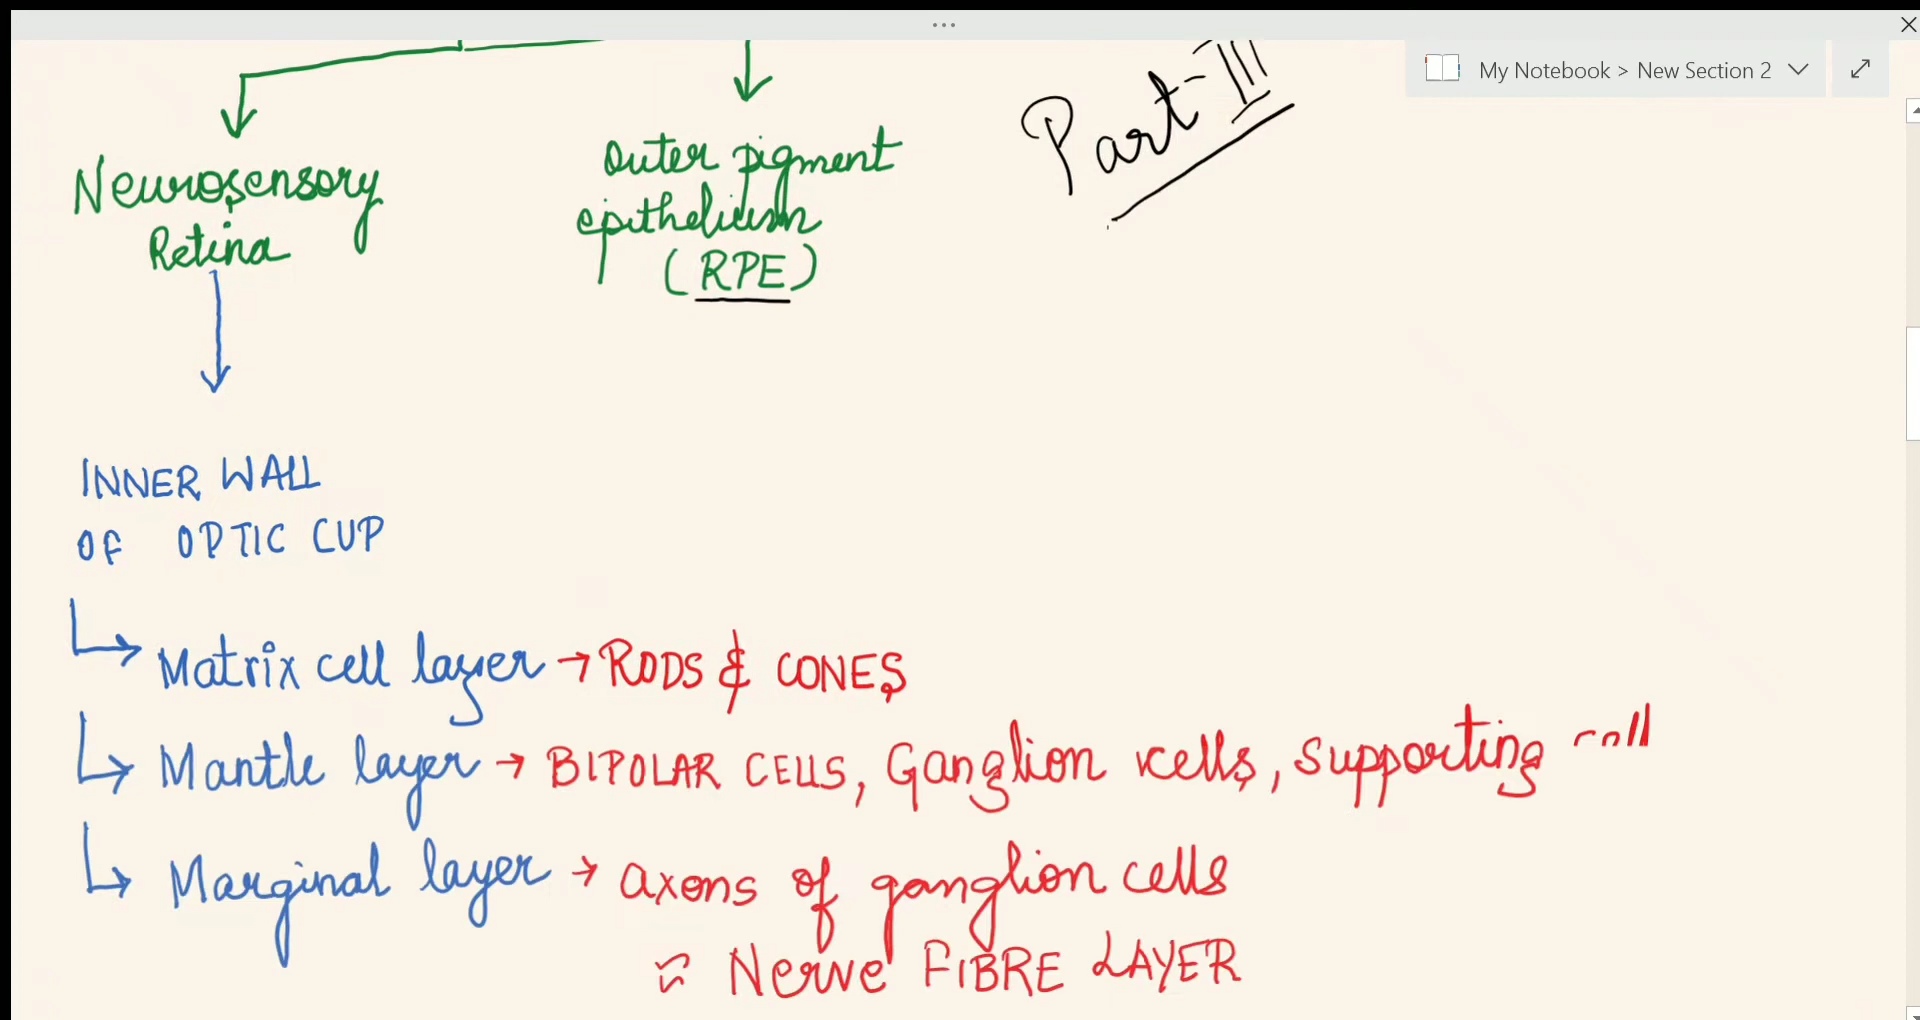 My Notebook > New Section 2
Part-III
Neurosensory
Retina
Outer pigment
epithelium
(RPE)
INNER WALL
OF OPTIC CUP
Matrix cell layer → RODS & CONES
Mantle layer → BIPOLAR CELLS, Ganglion cells, supporting cell
Marginal layer → axons of ganglion cells
Nerve FIBRE LAYER